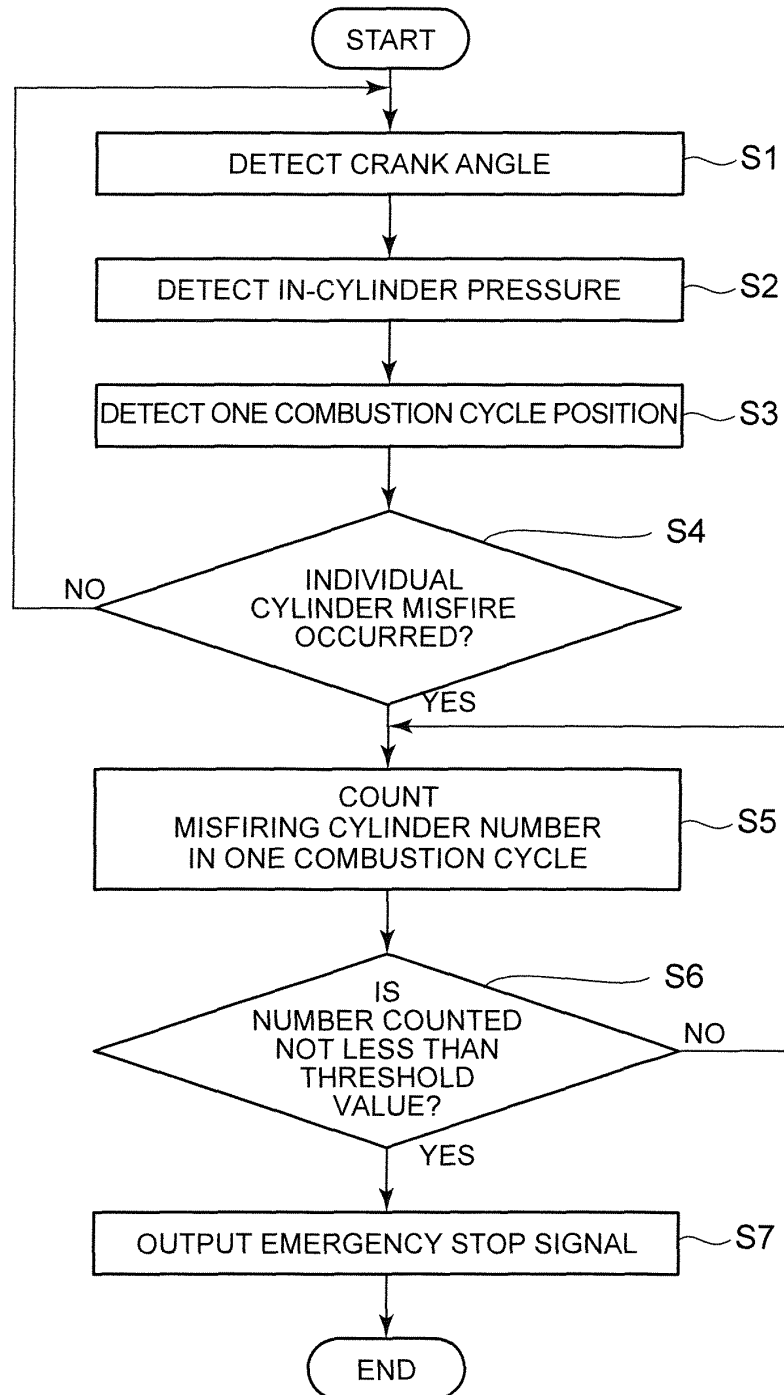 START
DETECT CRANK ANGLE
S1
DETECT IN-CYLINDER PRESSURE
S2
DETECT ONE COMBUSTION CYCLE POSITION
S3
S4
NO
INDIVIDUAL
CYLINDER MISFIRE
OCCURRED?
YES
COUNT
MISFIRING CYLINDER NUMBER
IN ONE COMBUSTION CYCLE
S5
S6
IS
NUMBER COUNTED
NOT LESS THAN
THRESHOLD
VALUE?
NO
YES
OUTPUT EMERGENCY STOP SIGNAL
S7
END